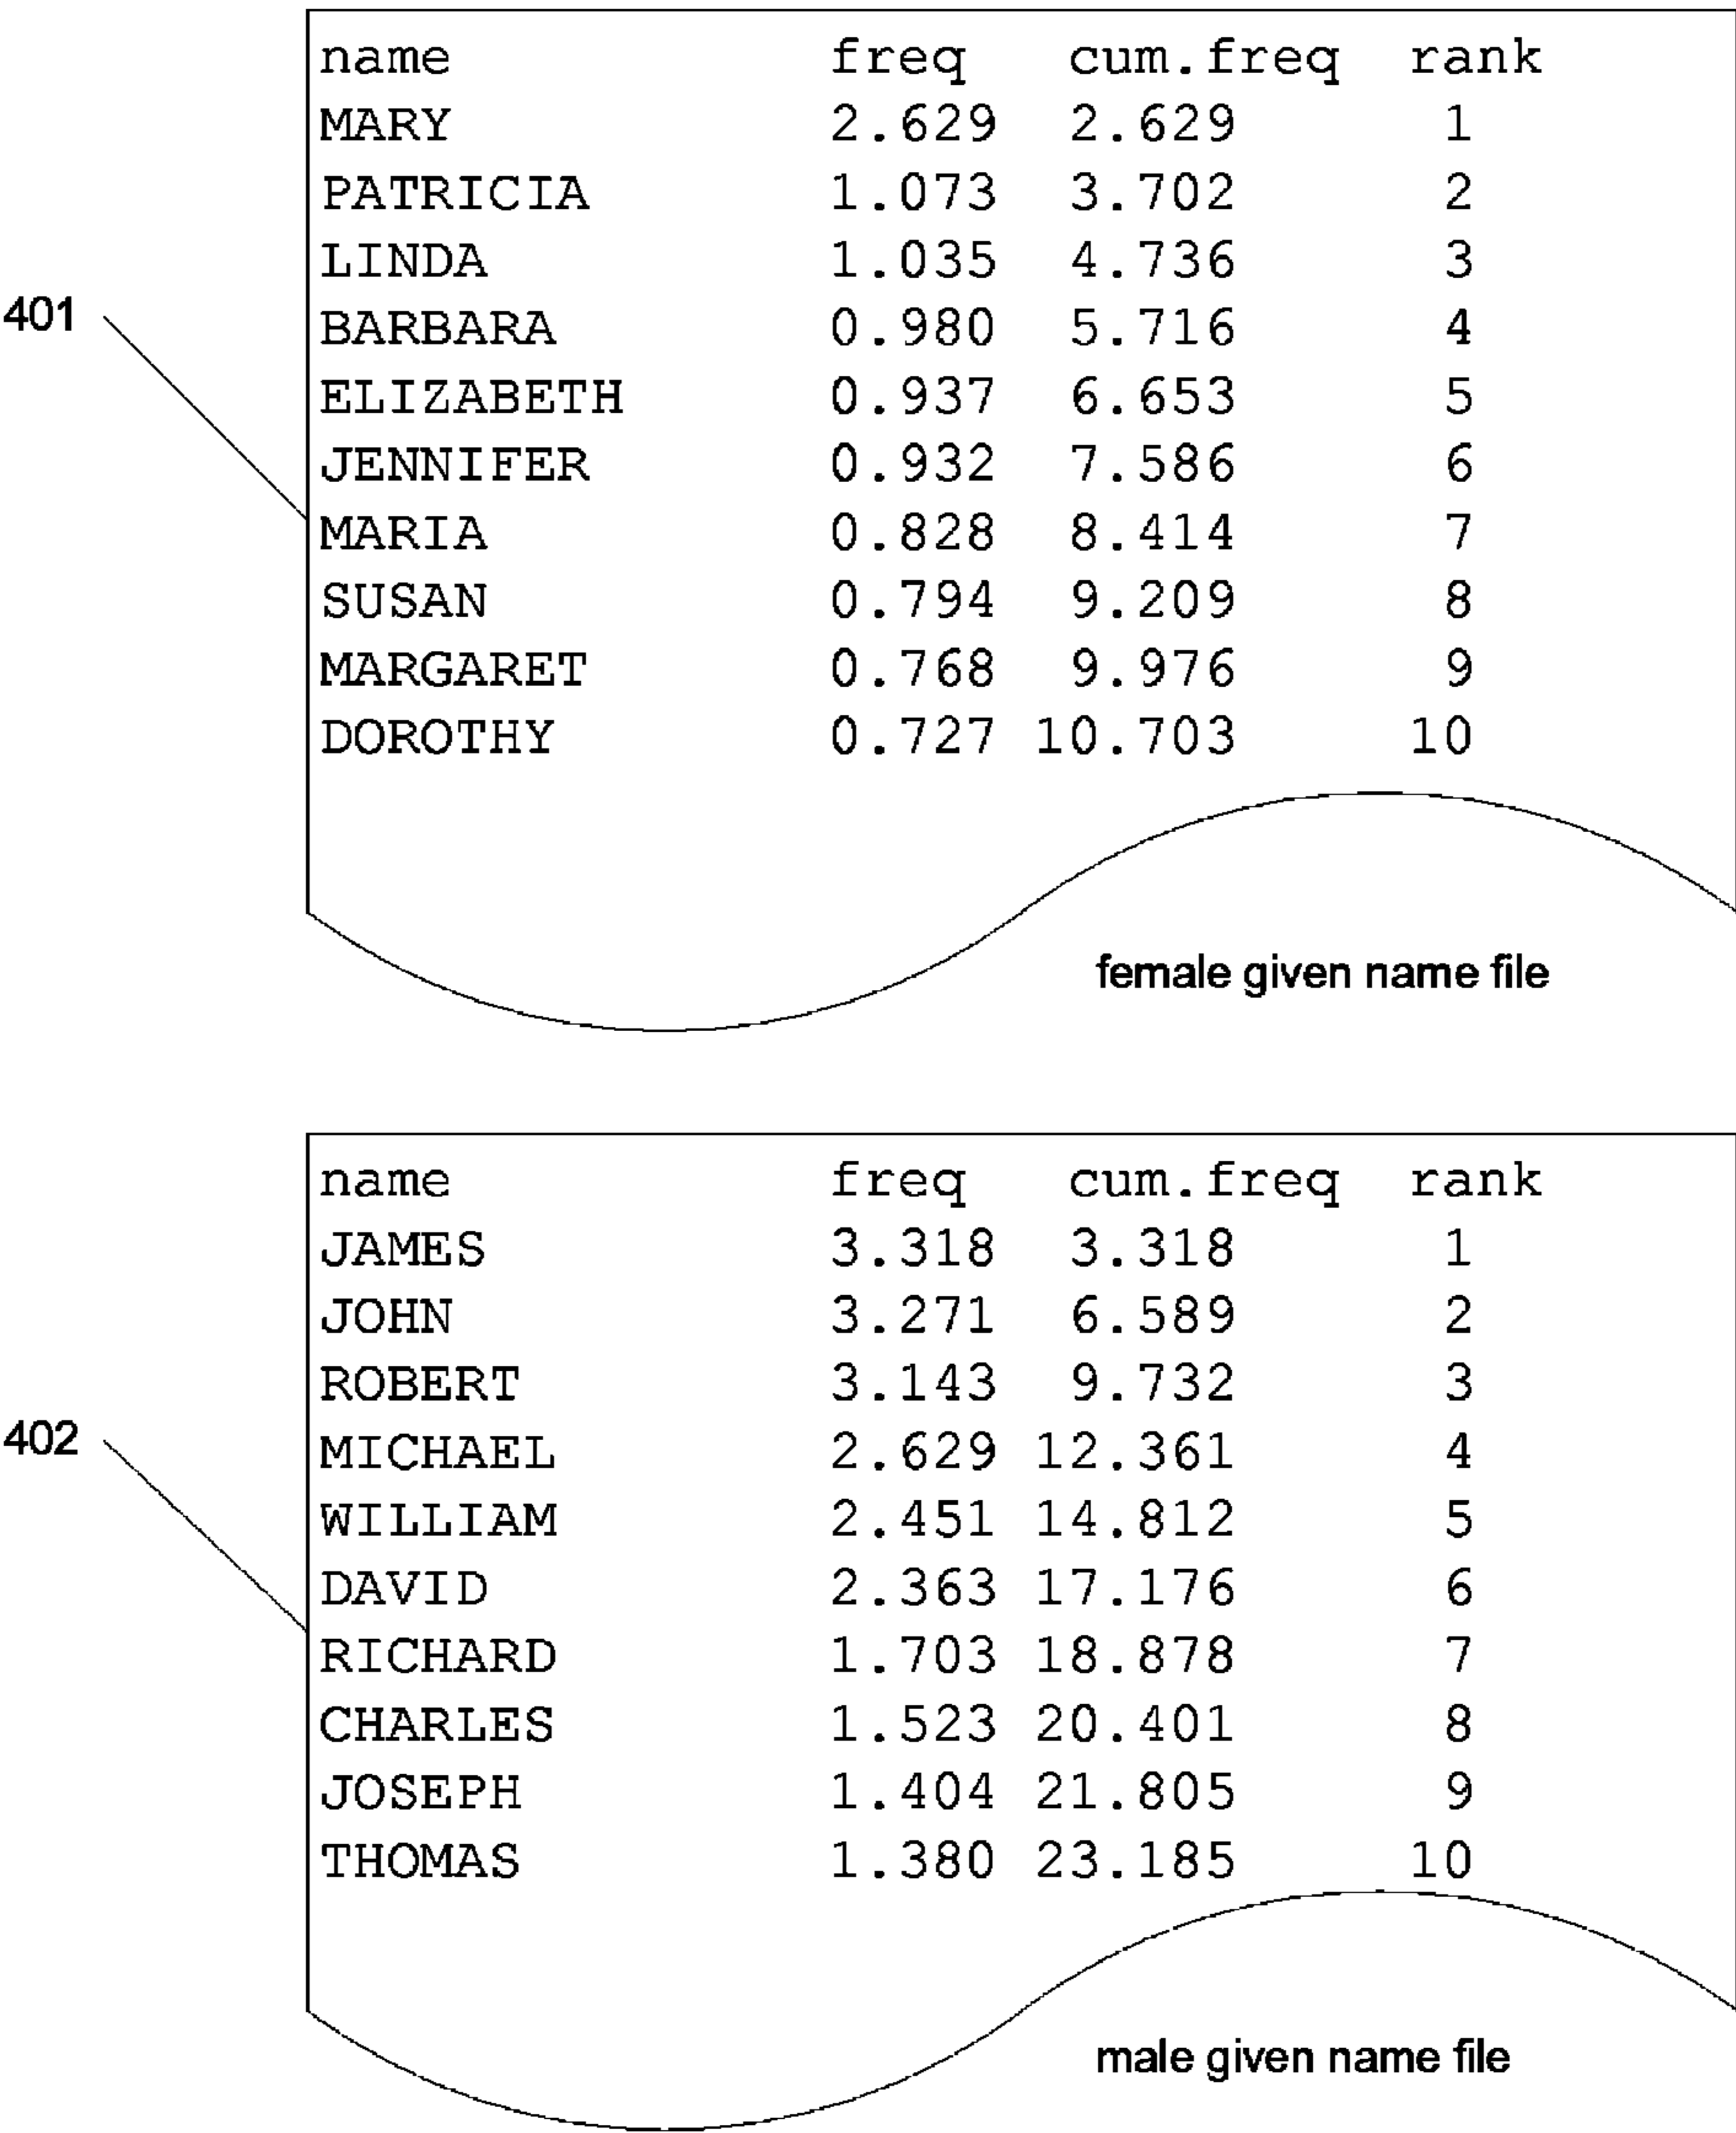 name freq cum.freq rank
MARY 2.629 2.629 1
PATRICIA 1.073 3.702 2
LINDA 1.035 4.736 3
401
BARBARA 0.980 5.716 4
ELIZABETH 0.937 6.653 5
JENNIFER 0.932 7.586 6
MARIA 0.828 8.414 7
SUSAN 0.794 9.209 8
MARGARET 0.768 9.976 9
DOROTHY 0.727 10.703 10
female given name file
name freq cum.freq rank
JAMES 3.318 3.318 1
JOHN 3.271 6.589 2
ROBERT 3.143 9.732 3
402
MICHAEL 2.629 12.361 4
WILLIAM 2.451 14.812 5
DAVID 2.363 17.176 6
RICHARD 1.703 18.878 7
CHARLES 1.523 20.401 8
JOSEPH 1.404 21.805 9
THOMAS 1.380 23.185 10
male given name file